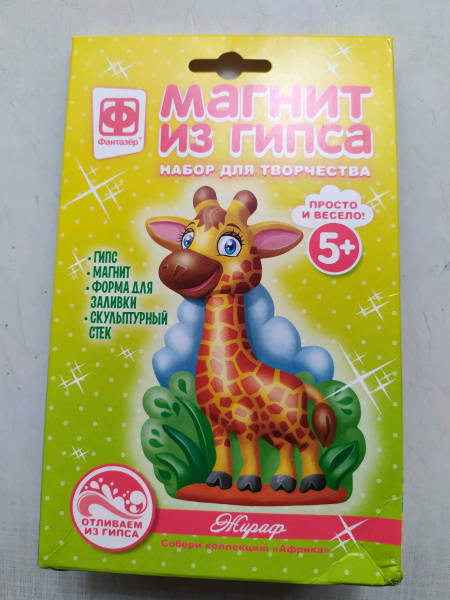 Фантазёр
МАГНИТ
ИЗ ГИПСА
НАБОР ДЛЯ ТВОРЧЕСТВА
ПРОСТО
И ВЕСЕЛО!
5+
• ГИПС
• МАГНИТ
• ФОРМА ДЛЯ
ЗАЛИВКИ
• СКУЛЬПТУРНЫЙ
СТЕК
ОТЛИВАЕМ
ИЗ ГИПСА
Жираф
Собери коллекцию «Африка»